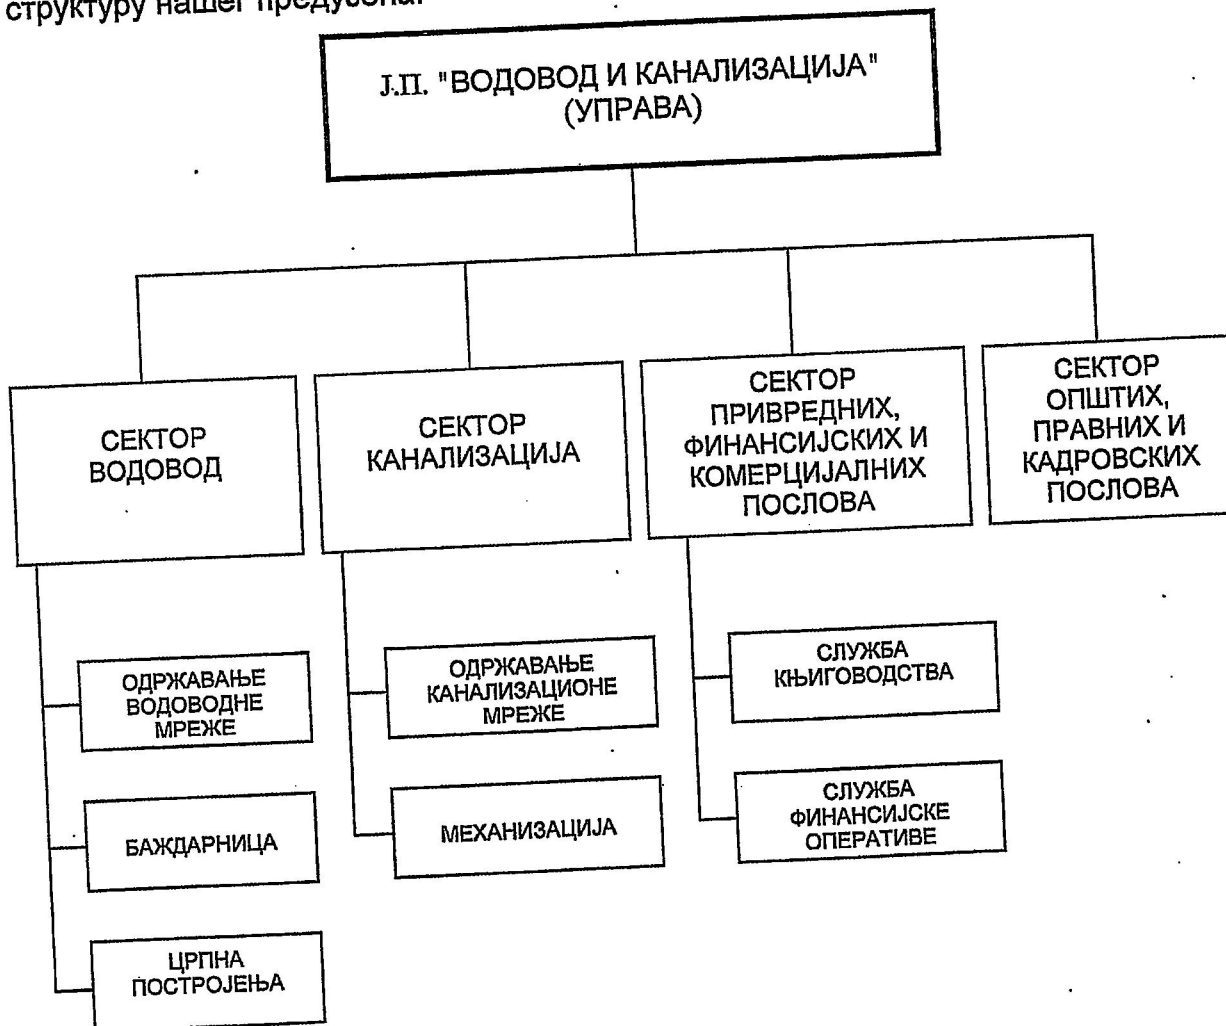 структуру нашег предузећа:
Ј.П. "ВОДОВОД И КАНАЛИЗАЦИЈА"
(УПРАВА)
СЕКТОР
ВОДОВОД
СЕКТОР
КАНАЛИЗАЦИЈА
СЕКТОР
ПРИВРЕДНИХ,
ФИНАНСИЈСКИХ И
КОМЕРЦИЈАЛНИХ
ПОСЛОВА
СЕКТОР
ОПШТИХ,
ПРАВНИХ И
КАДРОВСКИХ
ПОСЛОВА
ОДРЖАВАЊЕ
ВОДОВОДНЕ
МРЕЖЕ
БАЖДАРНИЦА
ЦРПНА
ПОСТРОЈЕЊА
ОДРЖАВАЊЕ
КАНАЛИЗАЦИОНЕ
МРЕЖЕ
МЕХАНИЗАЦИЈА
СЛУЖБА
КЊИГОВОДСТВА
СЛУЖБА
ФИНАНСИЈСКЕ
ОПЕРАТИВЕ